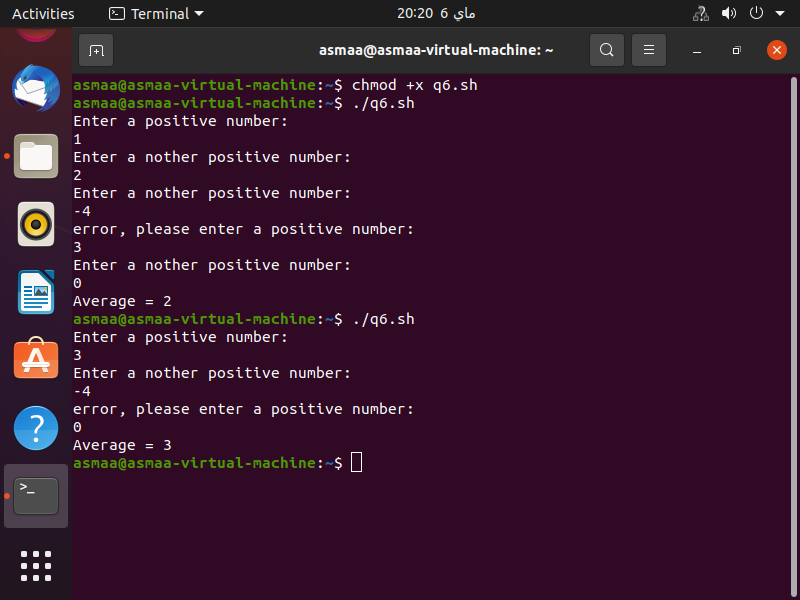 Activities Terminal 20:20 6 ماي
asmaa@asmaa-virtual-machine: ~
asmaa@asmaa-virtual-machine:~$ chmod +x q6.sh
asmaa@asmaa-virtual-machine:~$ ./q6.sh
Enter a positive number:
1
Enter a nother positive number:
2
Enter a nother positive number:
-4
error, please enter a positive number:
3
Enter a nother positive number:
0
Average = 2
asmaa@asmaa-virtual-machine:~$ ./q6.sh
Enter a positive number:
3
Enter a nother positive number:
-4
error, please enter a positive number:
0
Average = 3
asmaa@asmaa-virtual-machine:~$